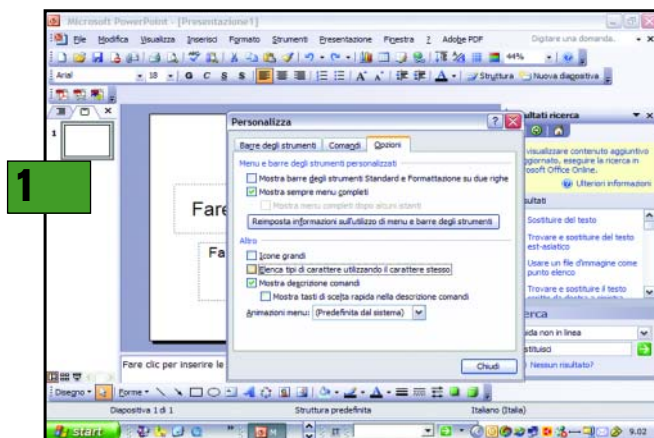 Microsoft PowerPoint - [Presentazione1]
File Modifica Visualizza Inserisci Formato Strumenti Presentazione Finestra ? Adobe PDF Digitare una domanda.
44%
Arial 18 G C S S Struttura Nuova diapositiva
1
1
Fare
Fa
Fare clic per inserire le
Personalizza
Barre degli strumenti Comandi Opzioni
Menu e barre degli strumenti personalizzati
Mostra barre degli strumenti Standard e Formattazione su due righe
Mostra sempre menu completi
Mostra menu completi dopo alcuni istanti
Reimposta informazioni sull'utilizzo di menu e barre degli strumenti
Altro
Icone grandi
Elenca tipi di carattere utilizzando il carattere stesso
Mostra descrizione comandi
Mostra tasti di scelta rapida nella descrizione comandi
Animazioni menu: (Predefinita dal sistema)
Chiudi
ultati ricerca
visualizzare contenuto aggiuntivo
ggiornato, eseguire la ricerca in
rosoft Office Online.
Ulteriori informazioni
ultati
Sostituire del testo
Trovare e sostituire del testo
est-asiatico
Usare un file d'immagine come
punto elenco
Trovare e sostituire il testo
scritto da destra a sinistra
erca
uida non in linea
stituisci
Nessun risultato?
Disegno Forme
Diapositiva 1 di 1 Struttura predefinita Italiano (Italia)
start IT 9.02